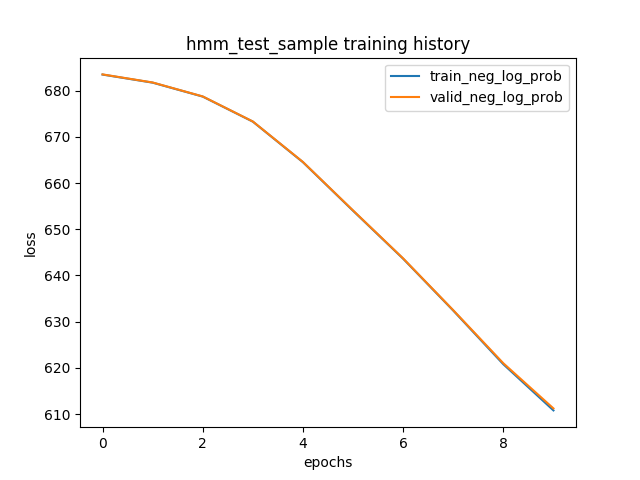 hmm_test_sample training history
train_neg_log_prob
valid_neg_log_prob
680
670
660
650
640
630
620
610
loss
0 2 4 6 8
epochs